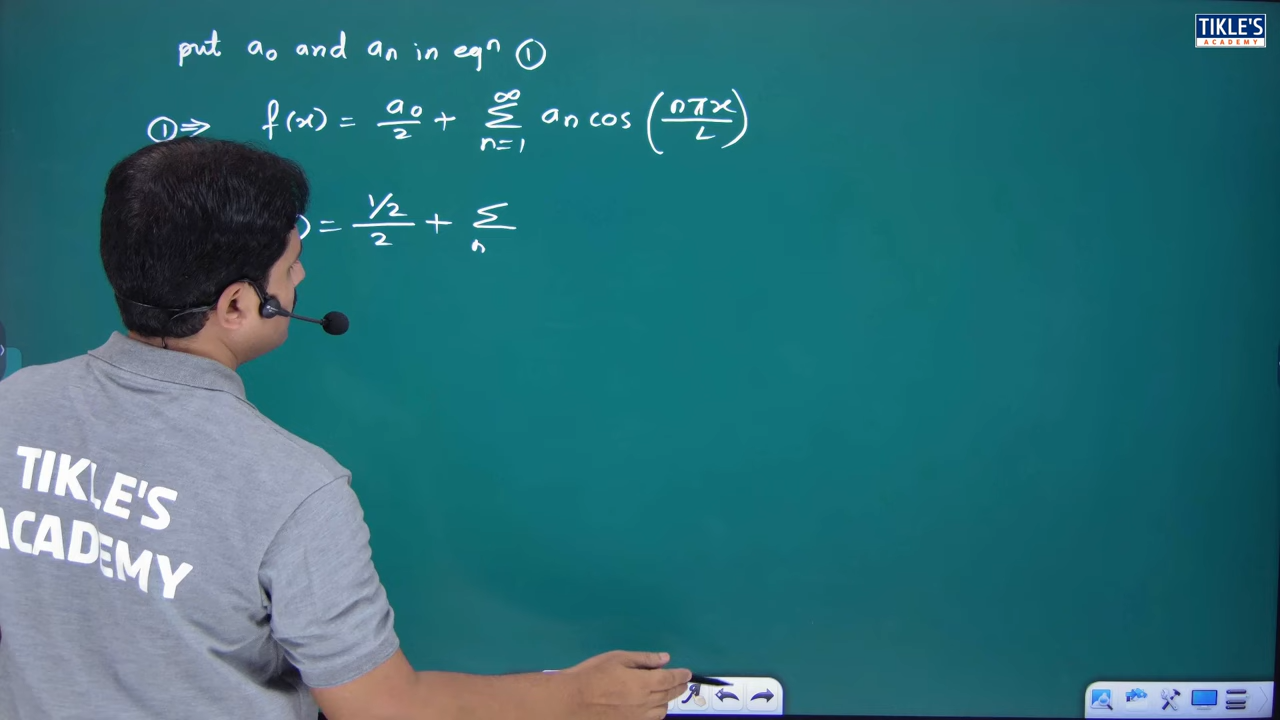 TIKLE'S
ACADEMY
put a₀ and aₙ in eqⁿ ①
①⇒ f(x) = a₀/2 + ∞ Σ n=1 aₙ cos (nπx/L)
) = 1/2/2 + Σ n
TIKLE'S
ACADEMY